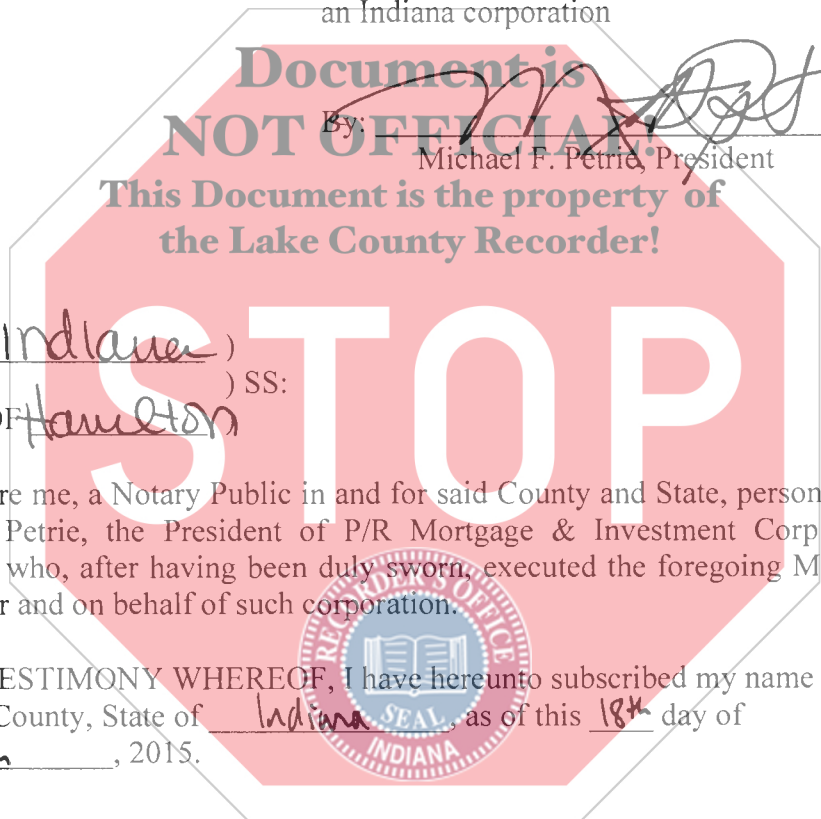 an Indiana corporation
Document is
By:
NOT OFFICIAL!
Michael F. Petrie, President
This Document is the property of
the Lake County Recorder!
STOP
Indiana )
) SS:
OF Hamilton
re me, a Notary Public in and for said County and State, person
Petrie, the President of P/R Mortgage & Investment Corp
who, after having been duly sworn, executed the foregoing M
r and on behalf of such corporation.
RECORDER'S OFFICE
SEAL
INDIANA
ESTIMONY WHEREOF, I have hereunto subscribed my name
County, State of Indiana, as of this 18th day of
, 2015.